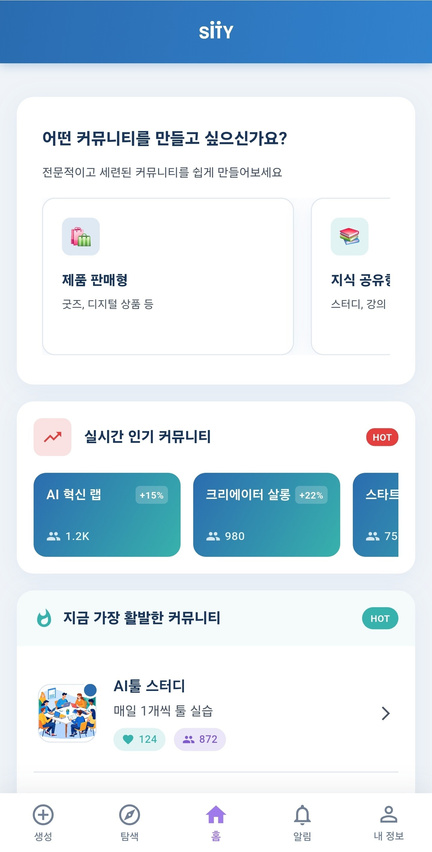 siTY
어떤 커뮤니티를 만들고 싶으신가요?
전문적이고 세련된 커뮤니티를 쉽게 만들어보세요
제품 판매형
굿즈, 디지털 상품 등
지식 공유형
스터디, 강의
실시간 인기 커뮤니티
HOT
AI 혁신 랩
+15%
1.2K
크리에이터 살롱
+22%
980
스타트
75
지금 가장 활발한 커뮤니티
HOT
AI툴 스터디
매일 1개씩 툴 실습
124
872
생성
탐색
홈
알림
내 정보